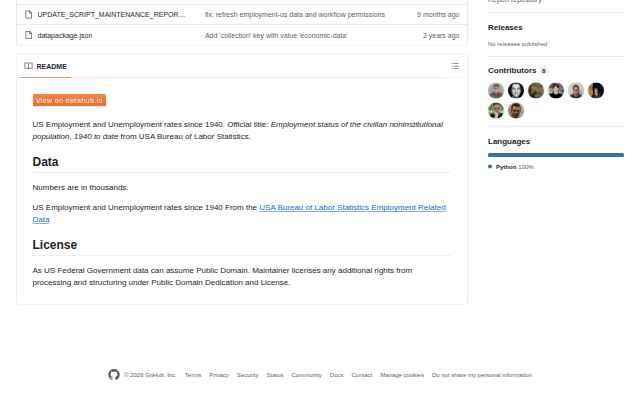 UPDATE_SCRIPT_MAINTENANCE_REPOR... fix: refresh employment-us data and workflow permissions 9 months ago
datapackage.json Add 'collection' key with value 'economic-data' 2 years ago
README
View on datahub.io
US Employment and Unemployment rates since 1940. Official title: Employment status of the civilian noninstitutional
population, 1940 to date from USA Bureau of Labor Statistics.
Data
Numbers are in thousands.
US Employment and Unemployment rates since 1940 From the USA Bureau of Labor Statistics Employment Related
Data
License
As US Federal Government data can assume Public Domain. Maintainer licenses any additional rights from
processing and structuring under Public Domain Dedication and License.
Report repository
Releases
No releases published
Contributors 8
Languages
Python 100%
© 2026 GitHub, Inc. Terms Privacy Security Status Community Docs Contact Manage cookies Do not share my personal information